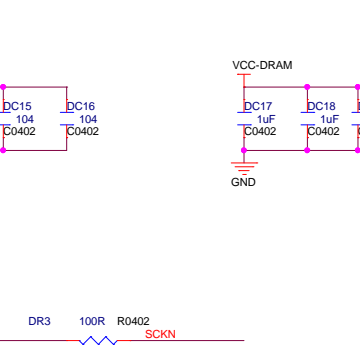 VCC-DRAM
DC15 DC16 DC17 DC18
104 104 1uF 1uF
C0402 C0402 C0402 C0402
GND
DR3 100R R0402
SCKN